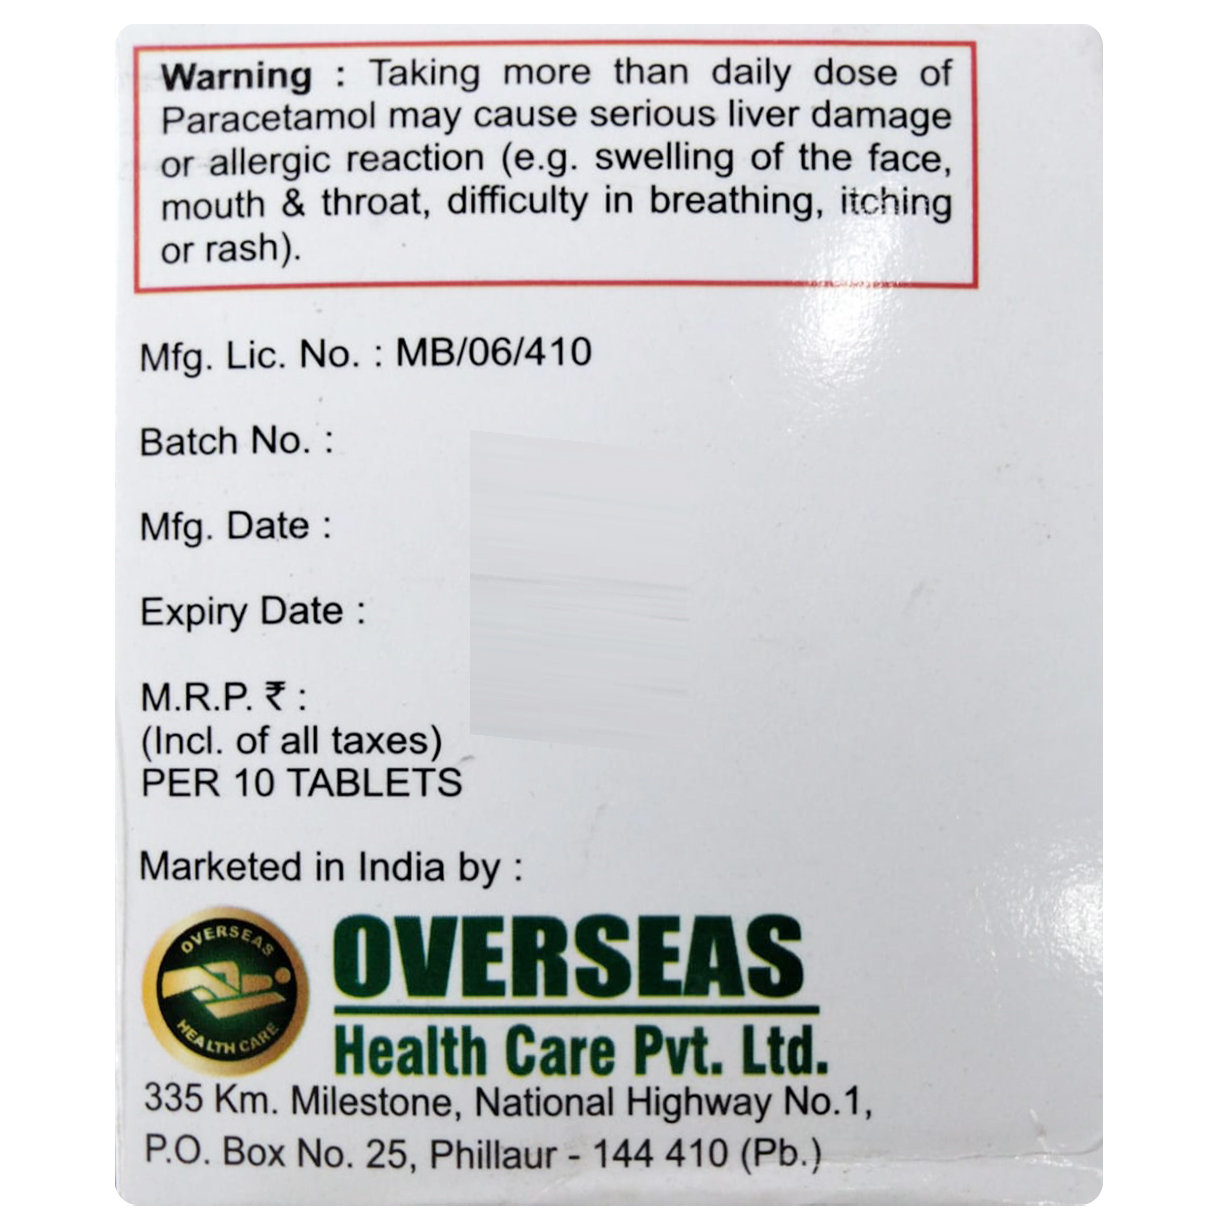 Warning : Taking more than daily dose of
Paracetamol may cause serious liver damage
or allergic reaction (e.g. swelling of the face,
mouth & throat, difficulty in breathing, itching
or rash).
Mfg. Lic. No. : MB/06/410
Batch No. :
Mfg. Date :
Expiry Date :
M.R.P. ₹ :
(Incl. of all taxes)
PER 10 TABLETS
Marketed in India by :
OVERSEAS
HEALTH CARE
OVERSEAS
Health Care Pvt. Ltd.
335 Km. Milestone, National Highway No.1,
P.O. Box No. 25, Phillaur - 144 410 (Pb.)